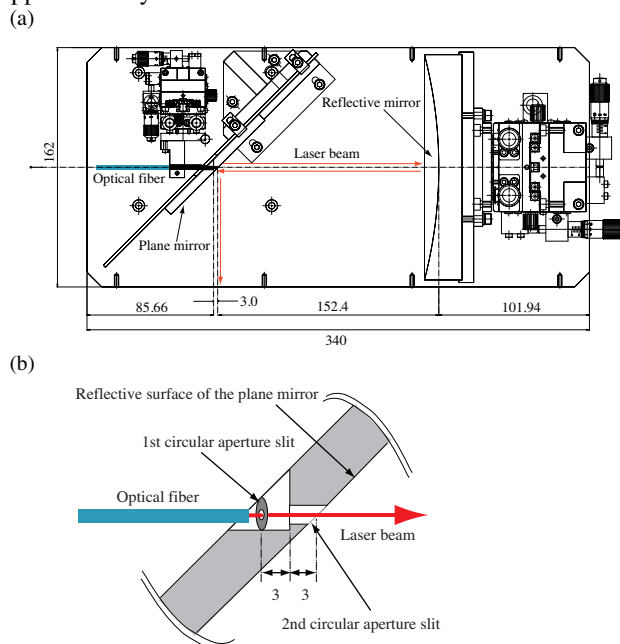 (a)
Reflective mirror
162
Laser beam
Optical fiber
Plane mirror
85.66
3.0
152.4
101.94
340
(b)
Reflective surface of the plane mirror
1st circular aperture slit
Optical fiber
Laser beam
3
3
2nd circular aperture slit